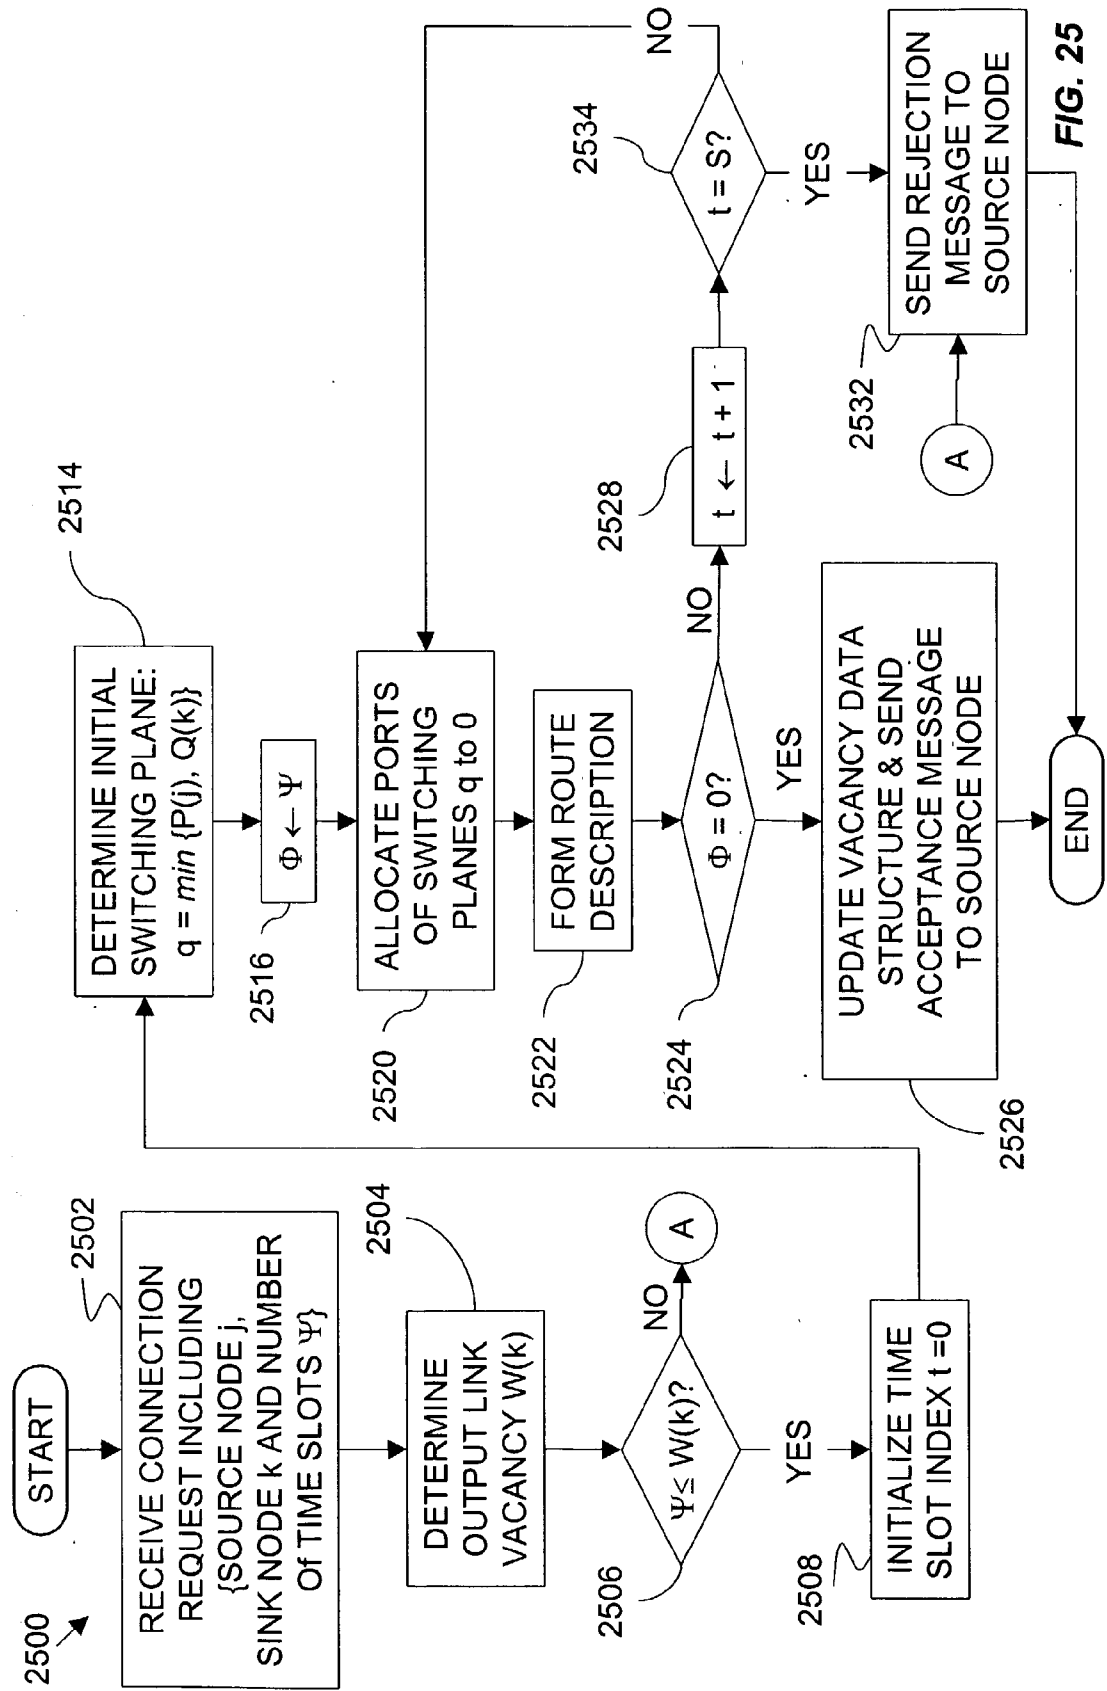 2500
START
2502
RECEIVE CONNECTION
REQUEST INCLUDING
{SOURCE NODE j,
SINK NODE k AND NUMBER
Of TIME SLOTS Ψ}
2504
DETERMINE
OUTPUT LINK
VACANCY W(k)
2506
Ψ≤ W(k)?
NO
A
YES
2508
INITIALIZE TIME
SLOT INDEX t =0
2514
DETERMINE INITIAL
SWITCHING PLANE:
q = min {P(j), Q(k)}
2516
Φ ← Ψ
2520
ALLOCATE PORTS
OF SWITCHING
PLANES q to 0
2522
FORM ROUTE
DESCRIPTION
2524
Φ = 0?
NO
YES
2526
UPDATE VACANCY DATA
STRUCTURE & SEND
ACCEPTANCE MESSAGE
TO SOURCE NODE
END
2528
t ← t + 1
2534
t = S?
NO
YES
2532
A
SEND REJECTION
MESSAGE TO
SOURCE NODE
FIG. 25